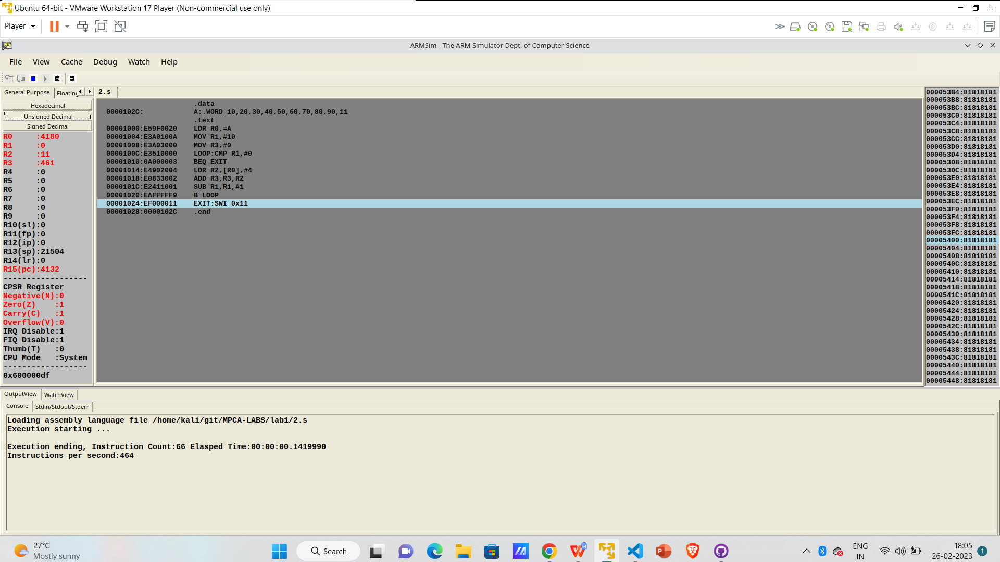 Ubuntu 64-bit - VMware Workstation 17 Player (Non-commercial use only)
Player
ARMSim - The ARM Simulator Dept. of Computer Science
File View Cache Debug Watch Help
General Purpose Floating
2.s
Hexadecimal
Unsigned Decimal
Signed Decimal
R0 :4180
R1 :0
R2 :11
R3 :461
R4 :0
R5 :0
R6 :0
R7 :0
R8 :0
R9 :0
R10(sl):0
R11(fp):0
R12(ip):0
R13(sp):21504
R14(lr):0
R15(pc):4132
------------------
CPSR Register
Negative(N):0
Zero(Z) :1
Carry(C) :1
Overflow(V):0
IRQ Disable:1
FIQ Disable:1
Thumb(T) :0
CPU Mode :System
------------------
0x600000df
.data
0000102C: A:.WORD 10,20,30,40,50,60,70,80,90,11
.text
00001000:E59F0020 LDR R0,=A
00001004:E3A0100A MOV R1,#10
00001008:E3A03000 MOV R3,#0
0000100C:E3510000 LOOP:CMP R1,#0
00001010:0A000003 BEQ EXIT
00001014:E4902004 LDR R2,[R0],#4
00001018:E0833002 ADD R3,R3,R2
0000101C:E2411001 SUB R1,R1,#1
00001020:EAFFFFF9 B LOOP
00001024:EF000011 EXIT:SWI 0x11
00001028:0000102C .end
000053B4:81818181
000053B8:81818181
000053BC:81818181
000053C0:81818181
000053C4:81818181
000053C8:81818181
000053CC:81818181
000053D0:81818181
000053D4:81818181
000053D8:81818181
000053DC:81818181
000053E0:81818181
000053E4:81818181
000053E8:81818181
000053EC:81818181
000053F0:81818181
000053F4:81818181
000053F8:81818181
000053FC:81818181
00005400:81818181
00005404:81818181
00005408:81818181
0000540C:81818181
00005410:81818181
00005414:81818181
00005418:81818181
0000541C:81818181
00005420:81818181
00005424:81818181
00005428:81818181
0000542C:81818181
00005430:81818181
00005434:81818181
00005438:81818181
0000543C:81818181
00005440:81818181
00005444:81818181
00005448:81818181
OutputView WatchView
Console Stdin/Stdout/Stderr
Loading assembly language file /home/kali/git/MPCA-LABS/lab1/2.s
Execution starting ...
Execution ending, Instruction Count:66 Elasped Time:00:00:00.1419990
Instructions per second:464
27°C
Mostly sunny
Search
ENG
IN
18:05
26-02-2023
1